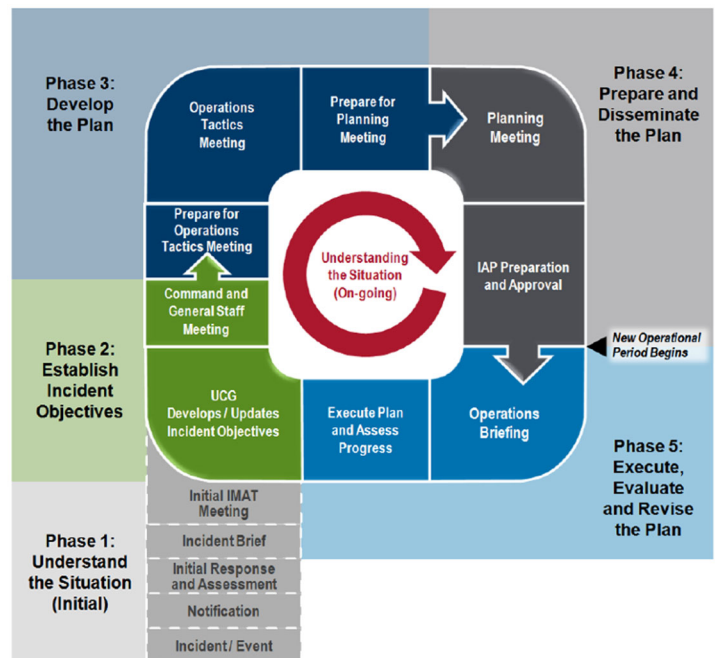 Phase 3:
Develop
the Plan
Operations
Tactics
Meeting
Prepare for
Planning
Meeting
Planning
Meeting
Phase 4:
Prepare and
Disseminate
the Plan
Prepare for
Operations
Tactics Meeting
Understanding
the Situation
(On-going)
IAP Preparation
and Approval
Command and
General Staff
Meeting
New Operational
Period Begins
Phase 2:
Establish
Incident
Objectives
UCG
Develops / Updates
Incident Objectives
Execute Plan
and Assess
Progress
Operations
Briefing
Phase 5:
Execute,
Evaluate
and Revise
the Plan
Phase 1:
Understand
the Situation
(Initial)
Initial IMAT
Meeting
Incident Brief
Initial Response
and Assessment
Notification
Incident / Event